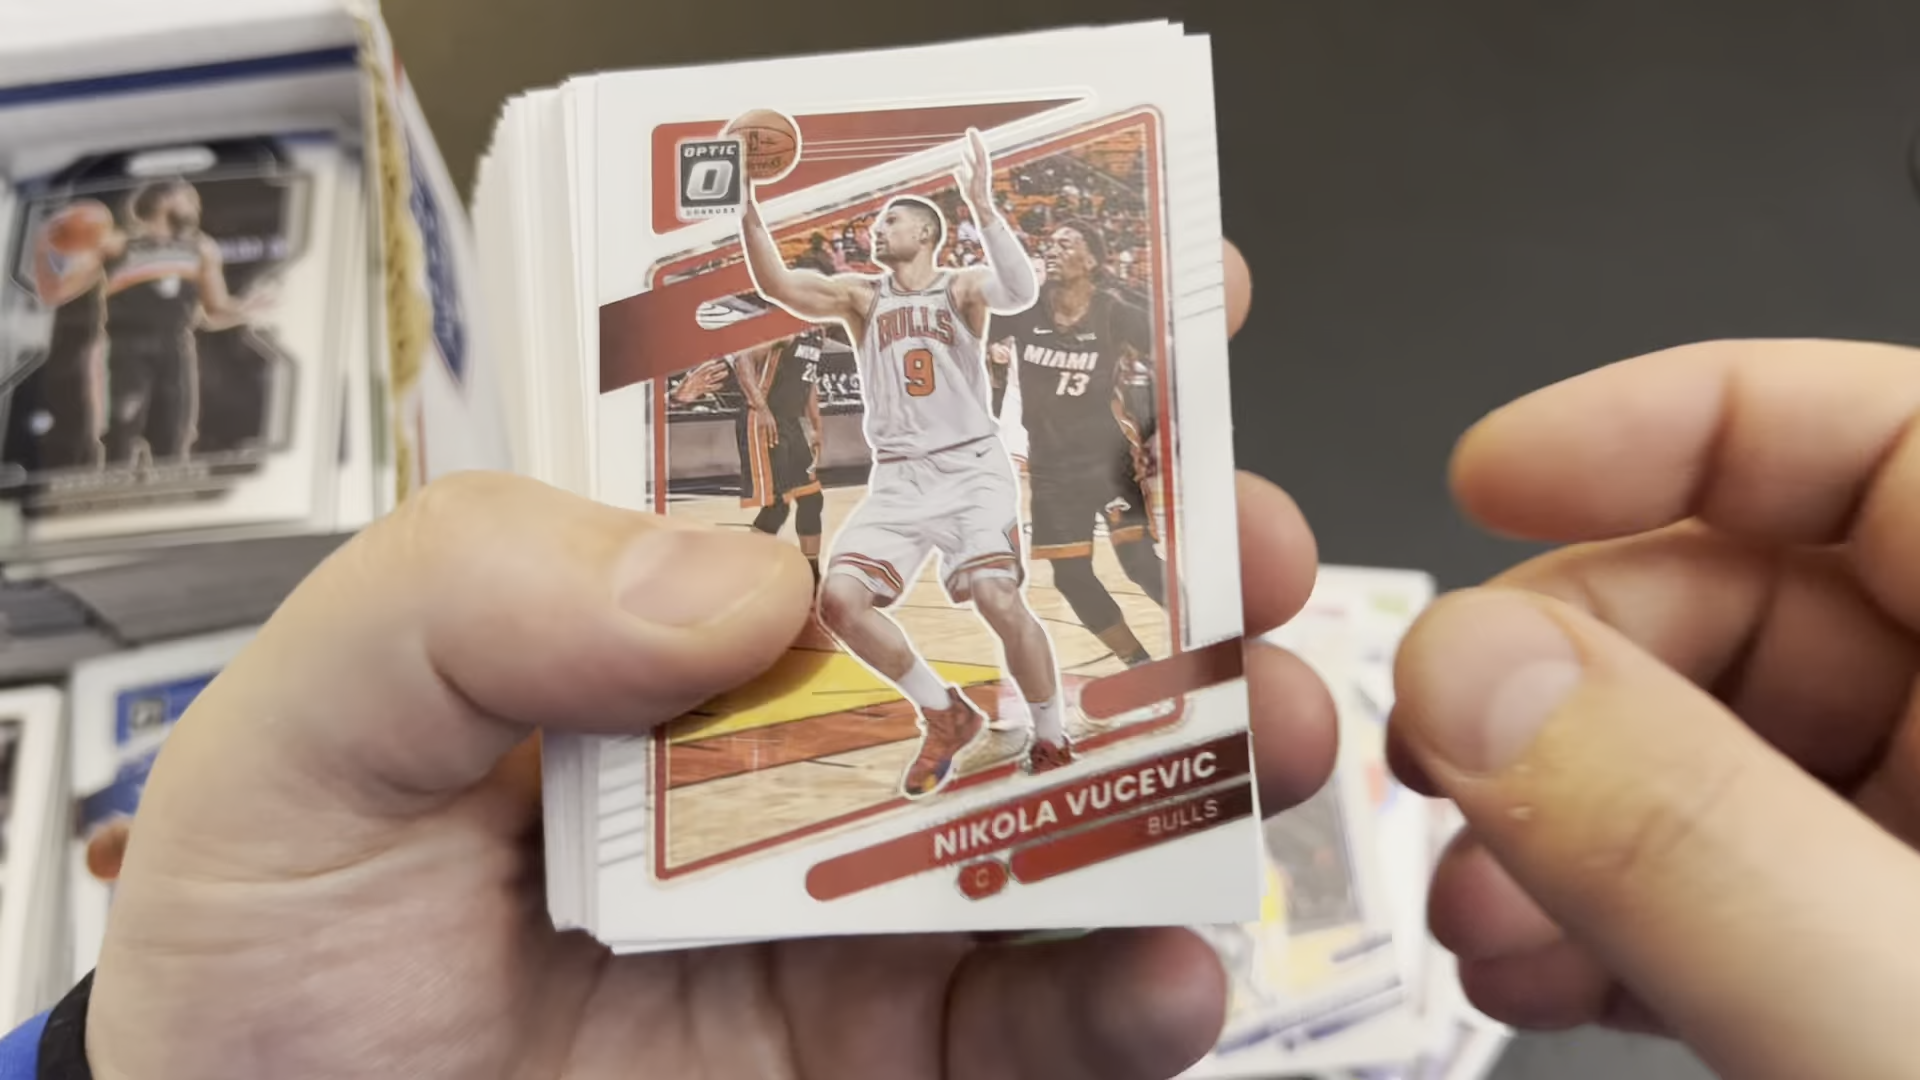 OPTIC
DONRUSS
BULLS
9
MIAMI
13
NIKOLA VUCEVIC
BULLS
C